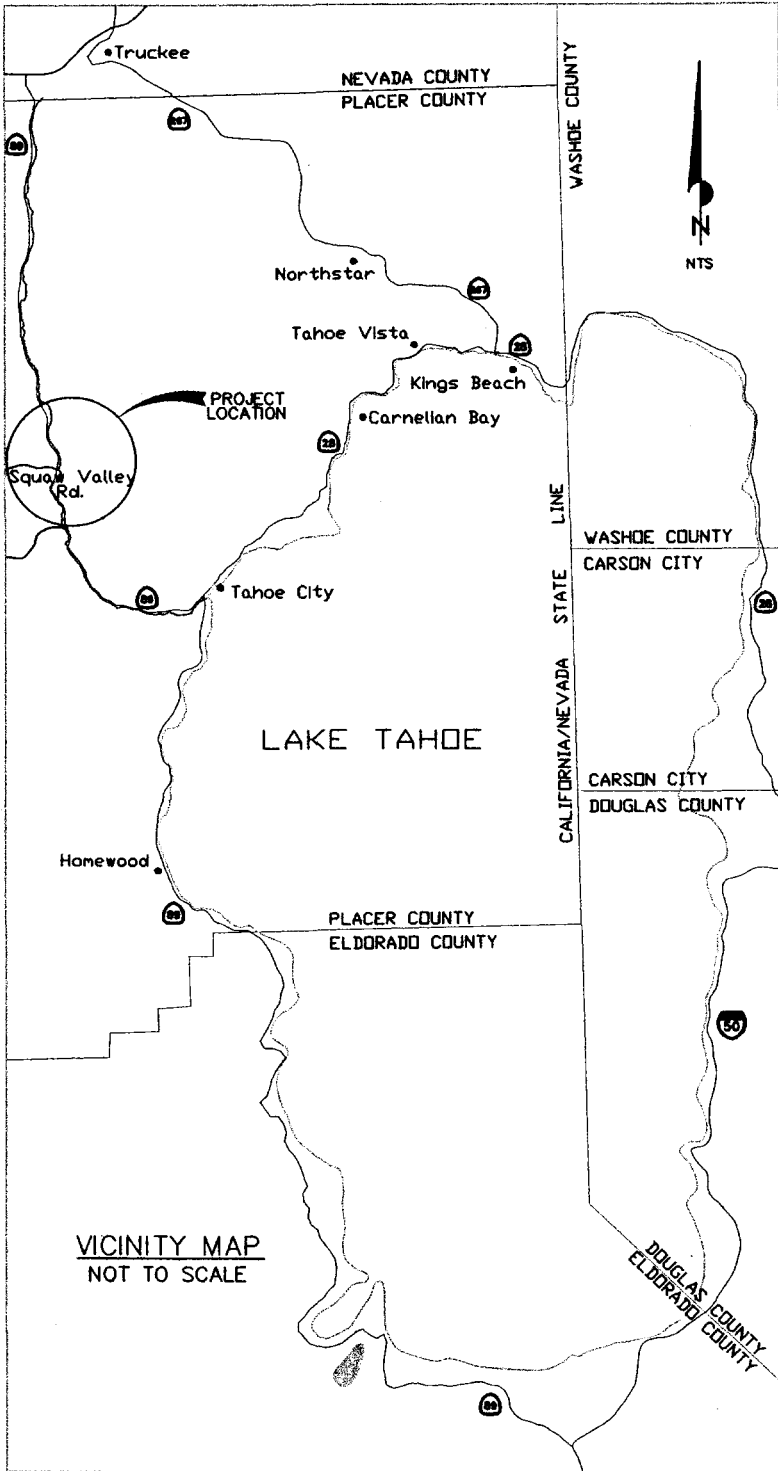 Truckee
NEVADA COUNTY
PLACER COUNTY
WASHOE COUNTY
267
89
N
NTS
Northstar
267
Tahoe Vista
28
Kings Beach
PROJECT
LOCATION
Carnelian Bay
28
Squaw Valley
Rd.
CALIFORNIA/NEVADA STATE LINE
WASHOE COUNTY
CARSON CITY
Tahoe City
89
28
LAKE TAHOE
CARSON CITY
DOUGLAS COUNTY
Homewood
89
PLACER COUNTY
ELDORADO COUNTY
50
VICINITY MAP
NOT TO SCALE
DOUGLAS COUNTY
ELDORADO COUNTY
89